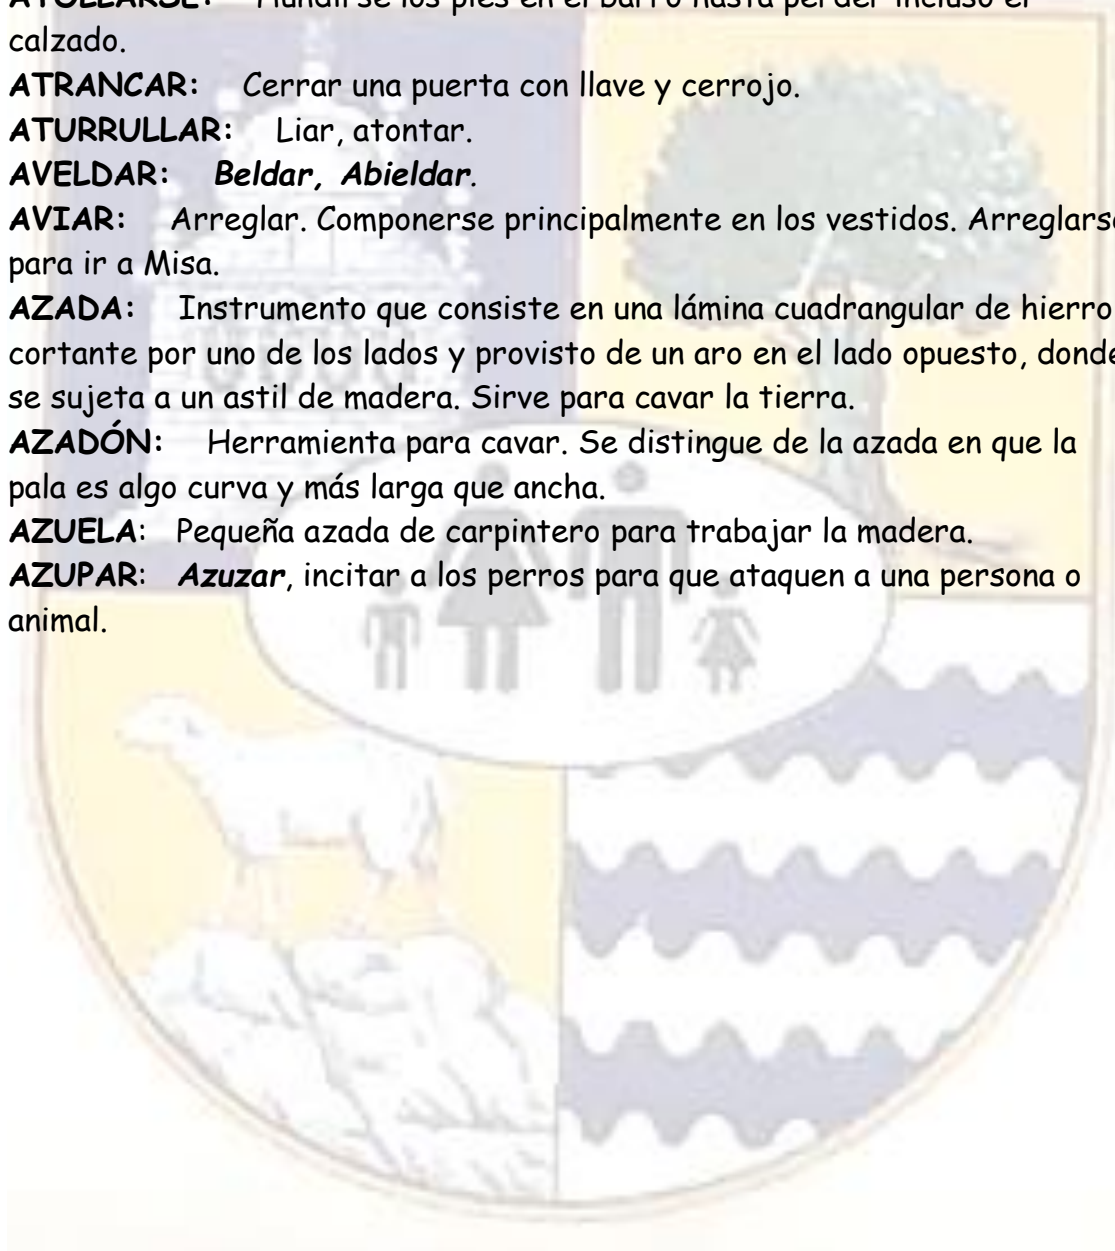 ATOLLARSE: Hundirse los pies en el barro hasta perder incluso el
calzado.
ATRANCAR: Cerrar una puerta con llave y cerrojo.
ATURRULLAR: Liar, atontar.
AVELDAR: Beldar, Abieldar.
AVIAR: Arreglar. Componerse principalmente en los vestidos. Arreglarse
para ir a Misa.
AZADA: Instrumento que consiste en una lámina cuadrangular de hierro
cortante por uno de los lados y provisto de un aro en el lado opuesto, donde
se sujeta a un astil de madera. Sirve para cavar la tierra.
AZADÓN: Herramienta para cavar. Se distingue de la azada en que la
pala es algo curva y más larga que ancha.
AZUELA: Pequeña azada de carpintero para trabajar la madera.
AZUPAR: Azuzar, incitar a los perros para que ataquen a una persona o
animal.